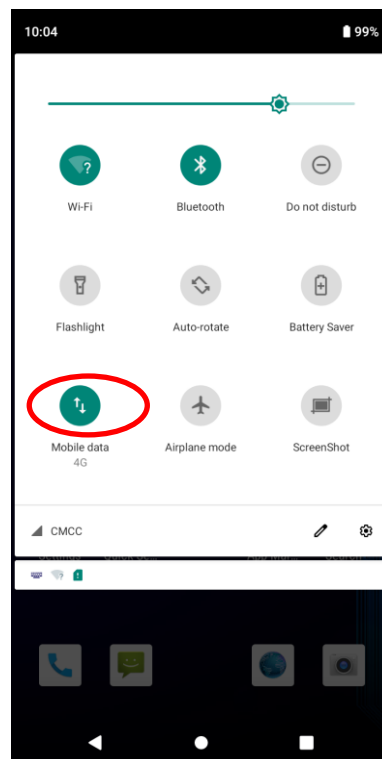 10:04 99%
?
Wi-Fi Bluetooth Do not disturb
Flashlight Auto-rotate Battery Saver
Mobile data Airplane mode ScreenShot
4G
CMCC